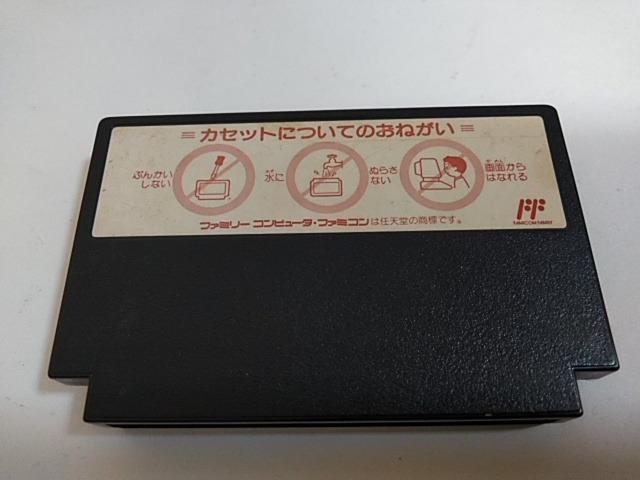 カセットについてのおねがい
ぶんかい
しない
水に
ぬらさ
ない
画面から
はなれる
ファミリー コンピュータ・ファミコンは任天堂の商標です。
FAMICOM FAMILY